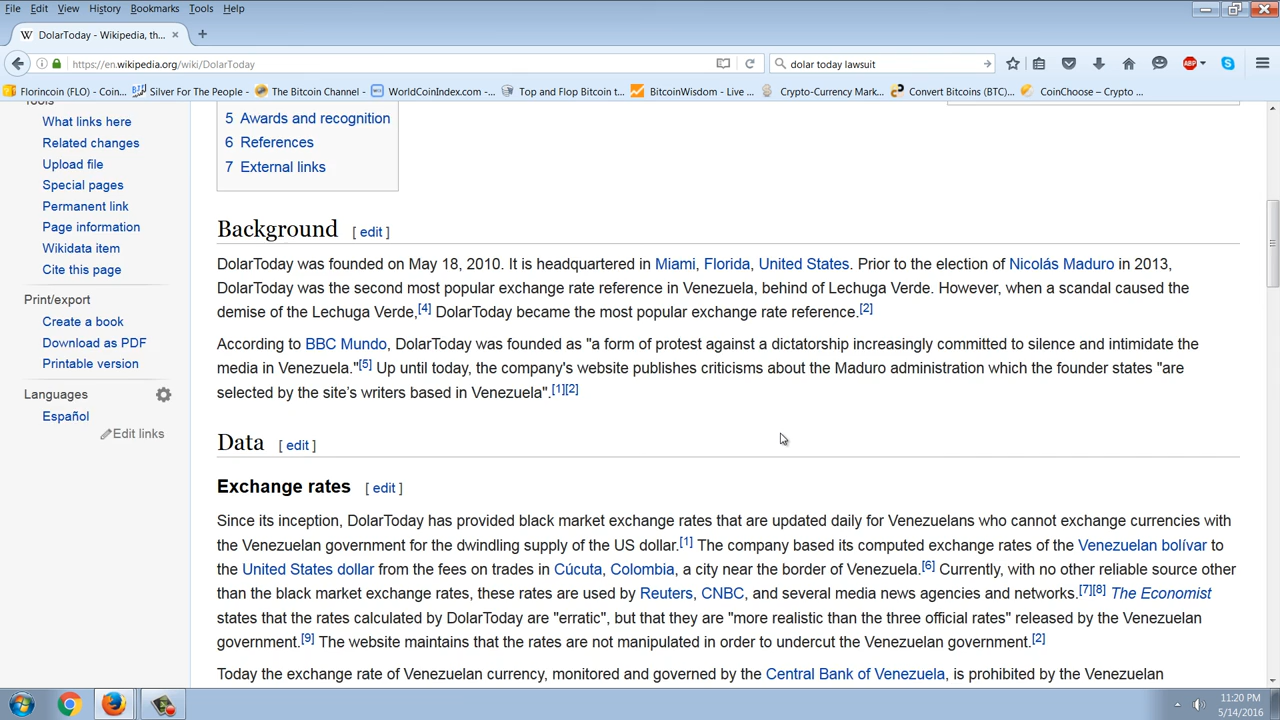 File Edit View History Bookmarks Tools Help
W DolarToday - Wikipedia, th... × +
https://en.wikipedia.org/wiki/DolarToday
dolar today lawsuit
ABP
Florincoin (FLO) - Coin... Silver For The People - ... The Bitcoin Channel - ... WorldCoinIndex.com -... Top and Flop Bitcoin t... BitcoinWisdom - Live ... Crypto-Currency Mark... Convert Bitcoins (BTC)... CoinChoose – Crypto ...
Tools
What links here
Related changes
Upload file
Special pages
Permanent link
Page information
Wikidata item
Cite this page
Print/export
Create a book
Download as PDF
Printable version
Languages
Español
Edit links
5 Awards and recognition
6 References
7 External links
Background [ edit ]
DolarToday was founded on May 18, 2010. It is headquartered in Miami, Florida, United States. Prior to the election of Nicolás Maduro in 2013,
DolarToday was the second most popular exchange rate reference in Venezuela, behind of Lechuga Verde. However, when a scandal caused the
demise of the Lechuga Verde,[4] DolarToday became the most popular exchange rate reference.[2]
According to BBC Mundo, DolarToday was founded as "a form of protest against a dictatorship increasingly committed to silence and intimidate the
media in Venezuela."[5] Up until today, the company's website publishes criticisms about the Maduro administration which the founder states "are
selected by the site's writers based in Venezuela".[1][2]
Data [ edit ]
Exchange rates [ edit ]
Since its inception, DolarToday has provided black market exchange rates that are updated daily for Venezuelans who cannot exchange currencies with
the Venezuelan government for the dwindling supply of the US dollar.[1] The company based its computed exchange rates of the Venezuelan bolívar to
the United States dollar from the fees on trades in Cúcuta, Colombia, a city near the border of Venezuela.[6] Currently, with no other reliable source other
than the black market exchange rates, these rates are used by Reuters, CNBC, and several media news agencies and networks.[7][8] The Economist
states that the rates calculated by DolarToday are "erratic", but that they are "more realistic than the three official rates" released by the Venezuelan
government.[9] The website maintains that the rates are not manipulated in order to undercut the Venezuelan government.[2]
Today the exchange rate of Venezuelan currency, monitored and governed by the Central Bank of Venezuela, is prohibited by the Venezuelan
11:20 PM
5/14/2016